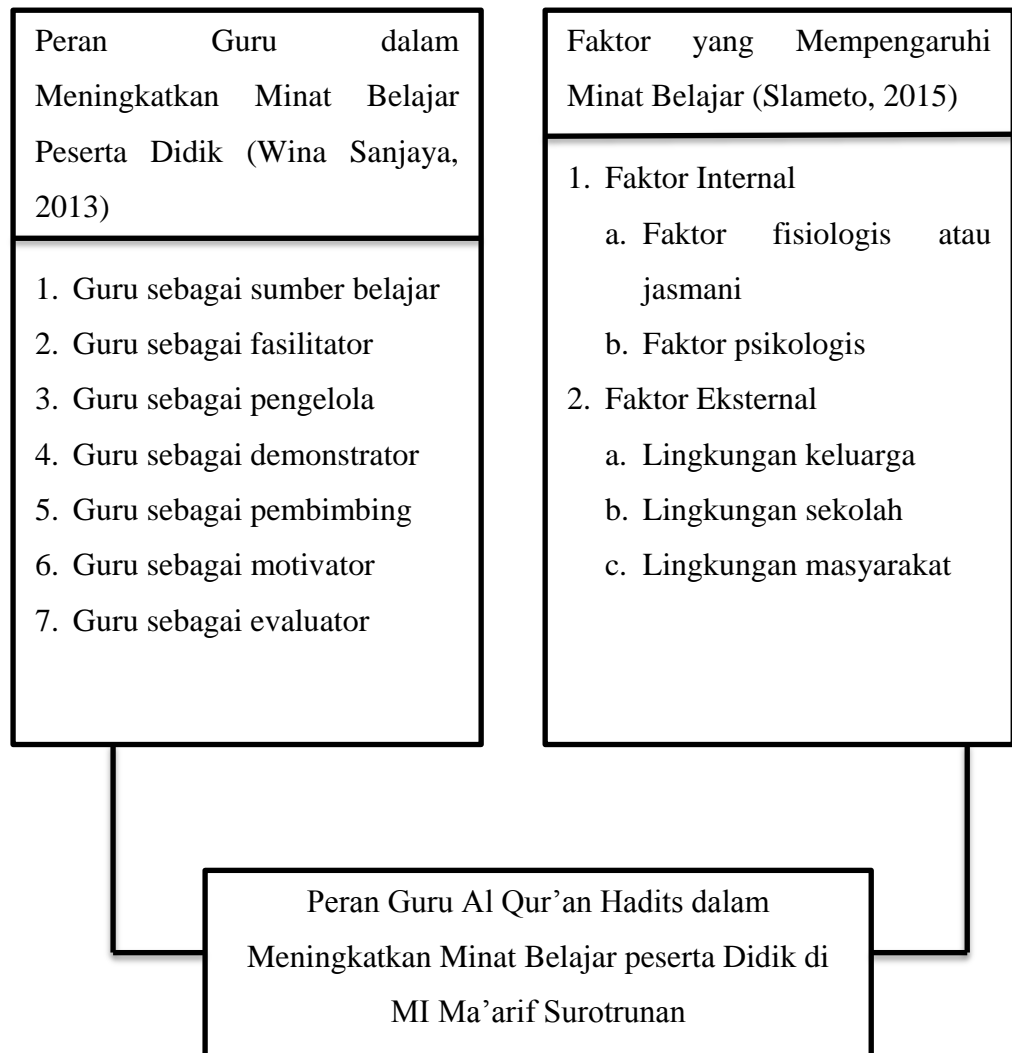 Peran Guru dalam
Meningkatkan Minat Belajar
Peserta Didik (Wina Sanjaya,
2013)
1. Guru sebagai sumber belajar
2. Guru sebagai fasilitator
3. Guru sebagai pengelola
4. Guru sebagai demonstrator
5. Guru sebagai pembimbing
6. Guru sebagai motivator
7. Guru sebagai evaluator
Faktor yang Mempengaruhi
Minat Belajar (Slameto, 2015)
1. Faktor Internal
a. Faktor fisiologis atau
jasmani
b. Faktor psikologis
2. Faktor Eksternal
a. Lingkungan keluarga
b. Lingkungan sekolah
c. Lingkungan masyarakat
Peran Guru Al Qur’an Hadits dalam
Meningkatkan Minat Belajar peserta Didik di
MI Ma’arif Surotrunan